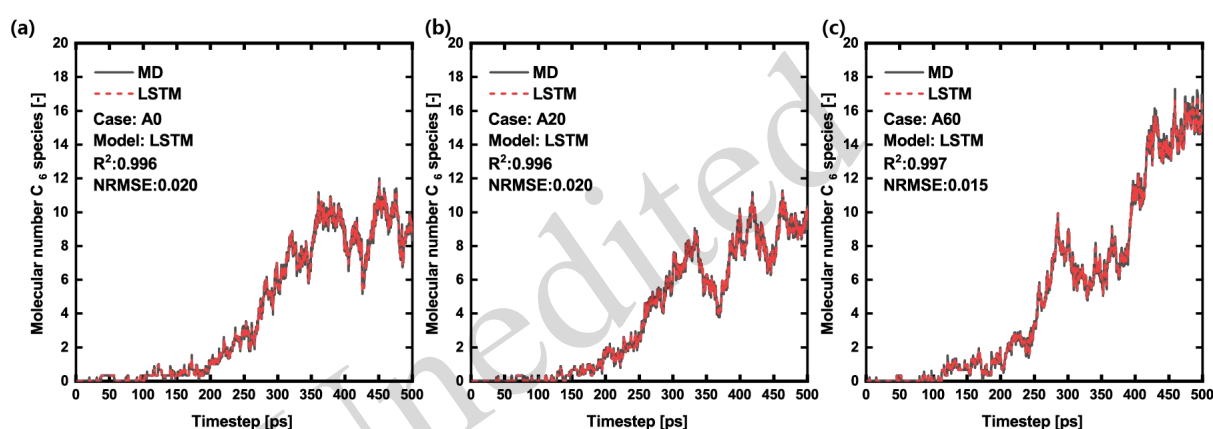 (a)
20
18
16
14
12
10
8
6
4
2
0
Molecular number C 6 species [-]
MD
LSTM
Case: A0
Model: LSTM
R2:0.996
NRMSE:0.020
0 50 100 150 200 250 300 350 400 450 500
Timestep [ps]
(b)
20
18
16
14
12
10
8
6
4
2
0
Molecular number C 6 species [-]
MD
LSTM
Case: A20
Model: LSTM
R2:0.996
NRMSE:0.020
0 50 100 150 200 250 300 350 400 450 500
Timestep [ps]
(c)
20
18
16
14
12
10
8
6
4
2
0
Molecular number C 6 species [-]
MD
LSTM
Case: A60
Model: LSTM
R2:0.997
NRMSE:0.015
0 50 100 150 200 250 300 350 400 450 500
Timestep [ps]
Unedited